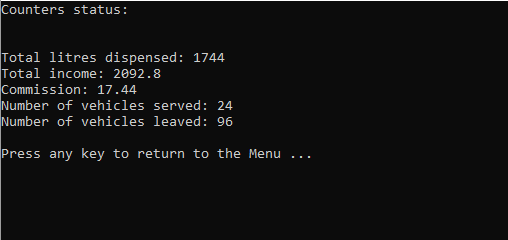 Counters status:
Total litres dispensed: 1744
Total income: 2092.8
Commission: 17.44
Number of vehicles served: 24
Number of vehicles leaved: 96
Press any key to return to the Menu ...